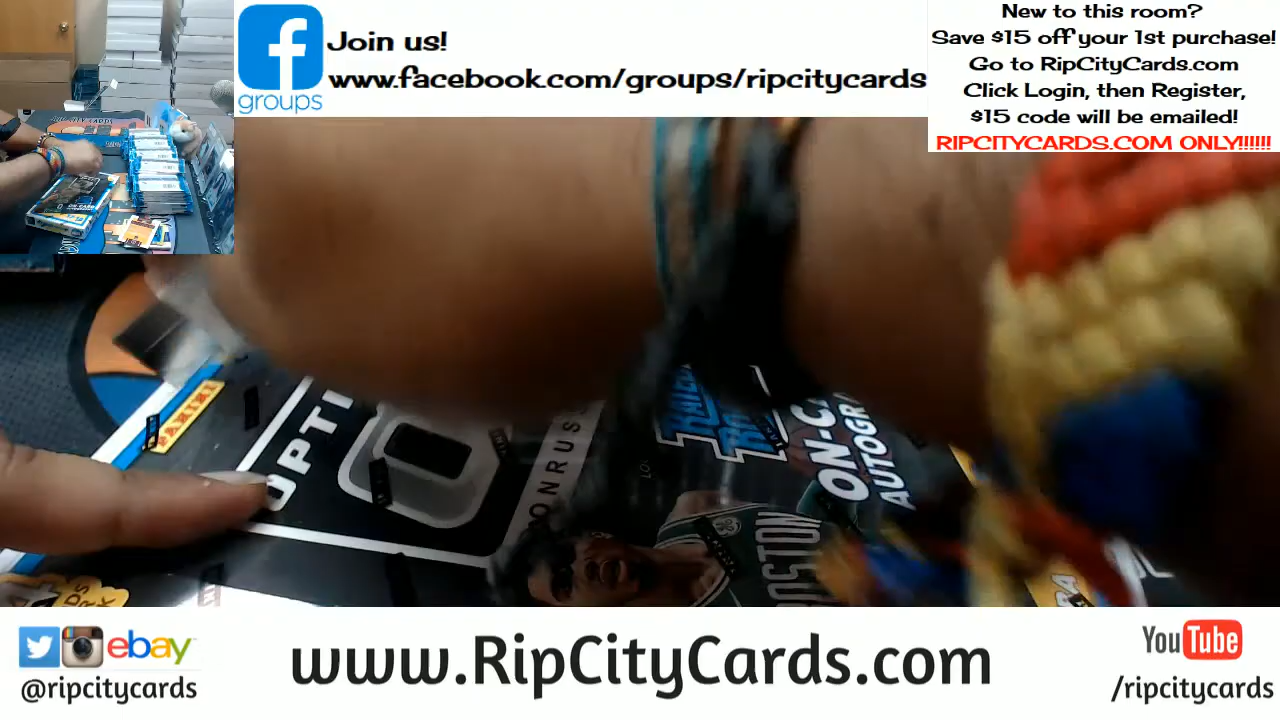 groups
Join us!
www.facebook.com/groups/ripcitycards
New to this room?
Save $15 off your 1st purchase!
Go to RipCityCards.com
Click Login, then Register,
$15 code will be emailed!
RIPCITYCARDS.COM ONLY!!!!!!
PANINI
OPTI
ONRUSS
ON-CA
AUTOGRA
BOSTON
ebay
@ripcitycards
www.RipCityCards.com
YouTube
/ripcitycards